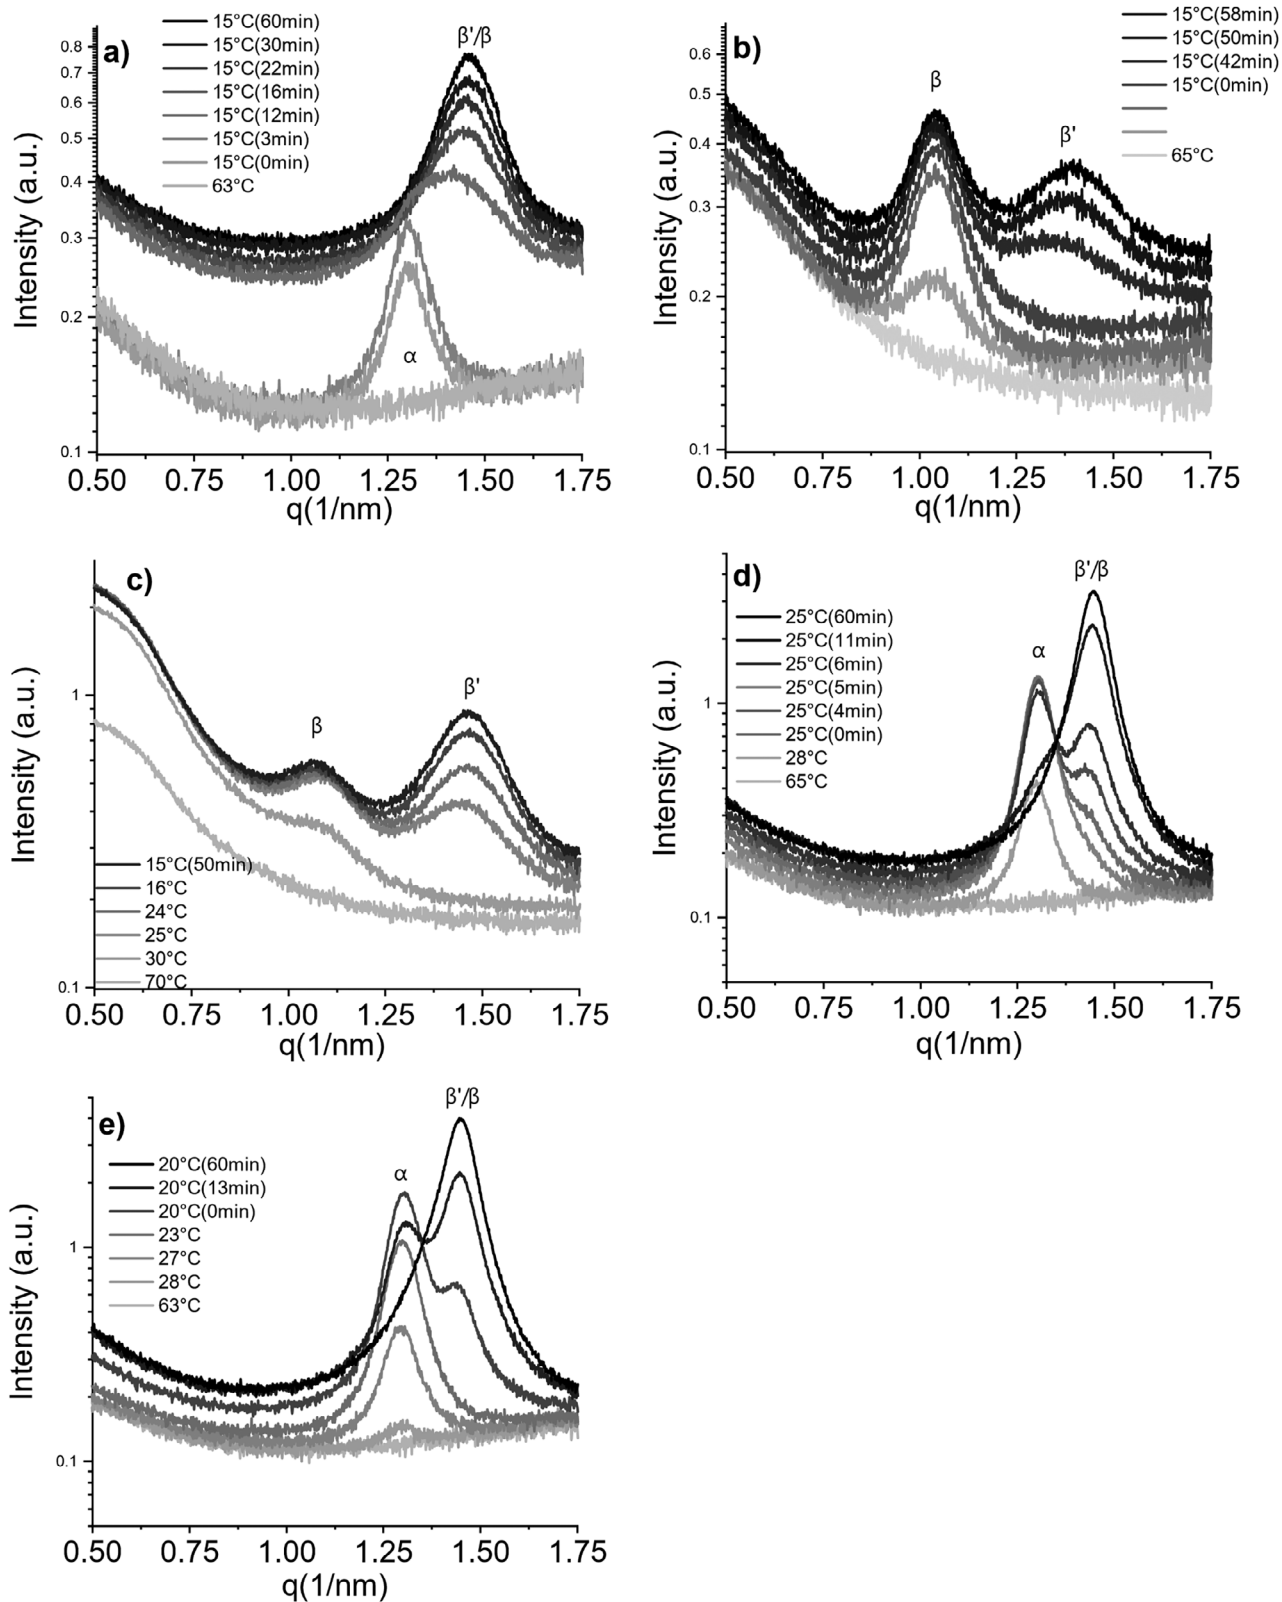 a)
15°C(60min)
15°C(30min)
15°C(22min)
15°C(16min)
15°C(12min)
15°C(3min)
15°C(0min)
63°C
β'/β
α
Intensity (a.u.)
0.8
0.7
0.6
0.5
0.4
0.3
0.2
0.1
0.50 0.75 1.00 1.25 1.50 1.75
q(1/nm)
b)
15°C(58min)
15°C(50min)
15°C(42min)
15°C(0min)
65°C
β
β'
Intensity (a.u.)
0.6
0.5
0.4
0.3
0.2
0.1
0.50 0.75 1.00 1.25 1.50 1.75
q(1/nm)
c)
β
β'
15°C(50min)
16°C
24°C
25°C
30°C
70°C
Intensity (a.u.)
1
0.1
0.50 0.75 1.00 1.25 1.50 1.75
q(1/nm)
d)
β'/β
α
25°C(60min)
25°C(11min)
25°C(6min)
25°C(5min)
25°C(4min)
25°C(0min)
28°C
65°C
Intensity (a.u.)
1
0.1
0.50 0.75 1.00 1.25 1.50 1.75
q(1/nm)
e)
β'/β
α
20°C(60min)
20°C(13min)
20°C(0min)
23°C
27°C
28°C
63°C
Intensity (a.u.)
1
0.1
0.50 0.75 1.00 1.25 1.50 1.75
q(1/nm)